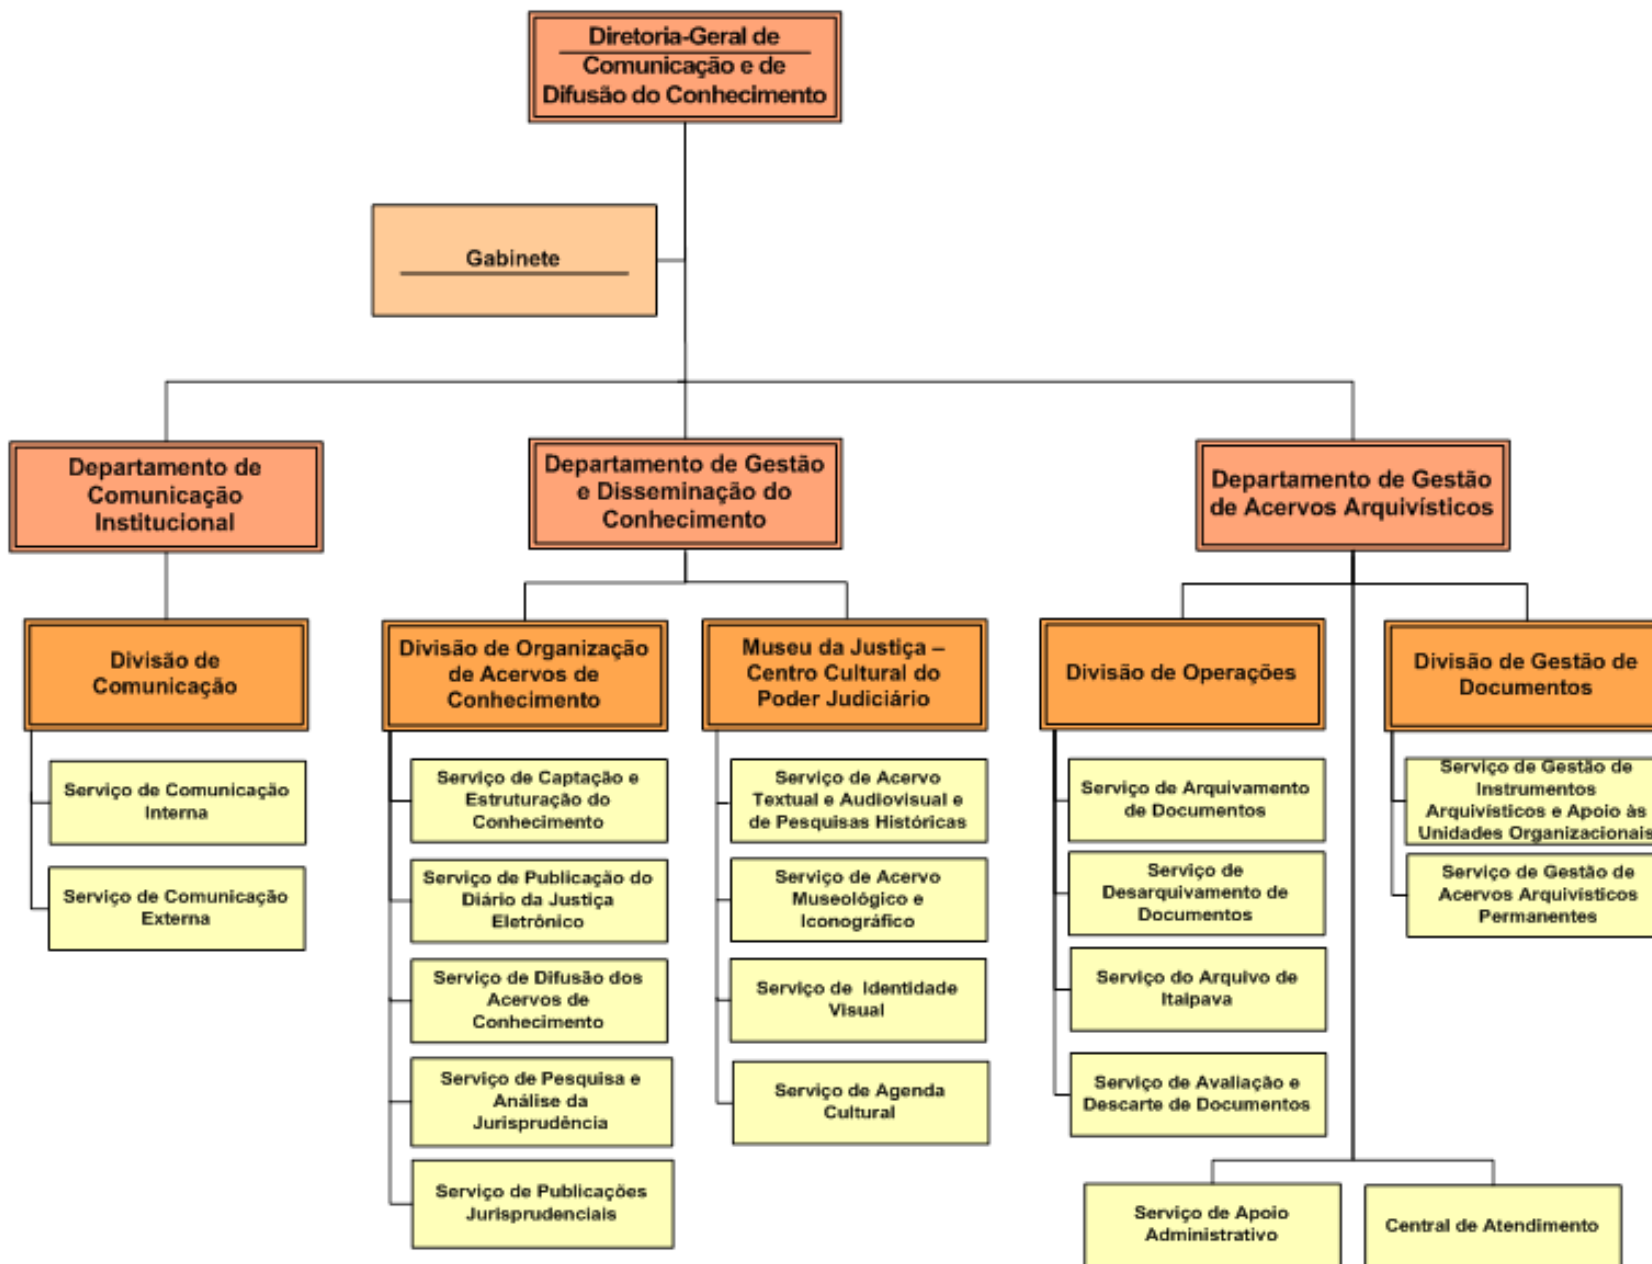 Diretoria-Geral de
Comunicação e de
Difusão do Conhecimento
Gabinete
Departamento de
Comunicação
Institucional
Departamento de Gestão
e Disseminação do
Conhecimento
Departamento de Gestão
de Acervos Arquivísticos
Divisão de
Comunicação
Divisão de Organização
de Acervos de
Conhecimento
Museu da Justiça –
Centro Cultural do
Poder Judiciário
Divisão de Operações
Divisão de Gestão de
Documentos
Serviço de Comunicação
Interna
Serviço de Comunicação
Externa
Serviço de Captação e
Estruturação do
Conhecimento
Serviço de Publicação do
Diário da Justiça
Eletrônico
Serviço de Difusão dos
Acervos de
Conhecimento
Serviço de Pesquisa e
Análise da
Jurisprudência
Serviço de Publicações
Jurisprudenciais
Serviço de Acervo
Textual e Audiovisual e
de Pesquisas Históricas
Serviço de Acervo
Museológico e
Iconográfico
Serviço de Identidade
Visual
Serviço de Agenda
Cultural
Serviço de Arquivamento
de Documentos
Serviço de
Desarquivamento de
Documentos
Serviço do Arquivo de
Itaipava
Serviço de Avaliação e
Descarte de Documentos
Serviço de Gestão de
Instrumentos
Arquivísticos e Apoio às
Unidades Organizacionais
Serviço de Gestão de
Acervos Arquivísticos
Permanentes
Serviço de Apoio
Administrativo
Central de Atendimento